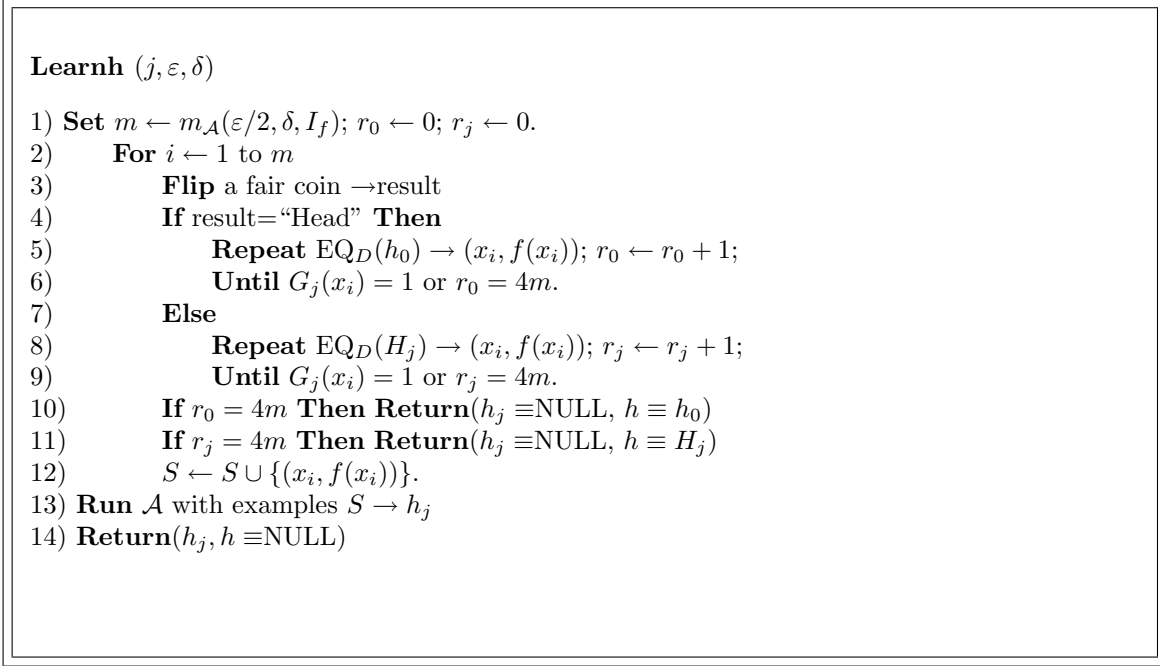 Learnh (j, ε, δ)
1) Set m ← m_𝒜(ε/2, δ, I_f); r_0 ← 0; r_j ← 0.
2) For i ← 1 to m
3) Flip a fair coin →result
4) If result=“Head” Then
5) Repeat EQ_D(h_0) → (x_i, f(x_i)); r_0 ← r_0 + 1;
6) Until G_j(x_i) = 1 or r_0 = 4m.
7) Else
8) Repeat EQ_D(H_j) → (x_i, f(x_i)); r_j ← r_j + 1;
9) Until G_j(x_i) = 1 or r_j = 4m.
10) If r_0 = 4m Then Return(h_j ≡NULL, h ≡ h_0)
11) If r_j = 4m Then Return(h_j ≡NULL, h ≡ H_j)
12) S ← S ∪ {(x_i, f(x_i))}.
13) Run 𝒜 with examples S → h_j
14) Return(h_j, h ≡NULL)